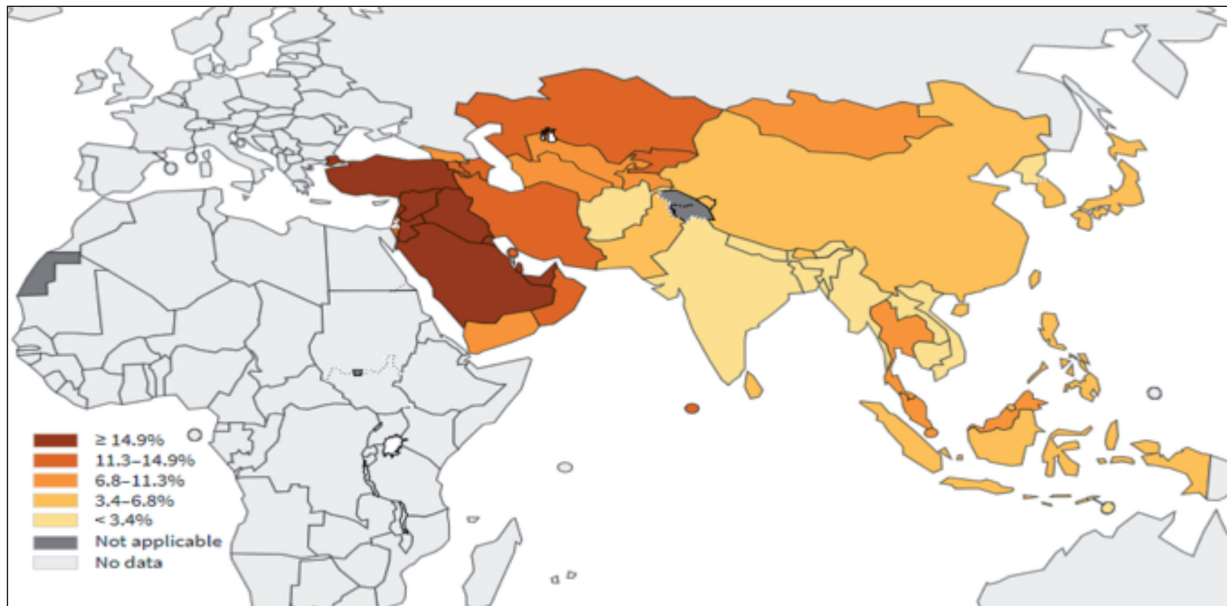 ≥ 14.9%
11.3–14.9%
6.8–11.3%
3.4–6.8%
< 3.4%
Not applicable
No data